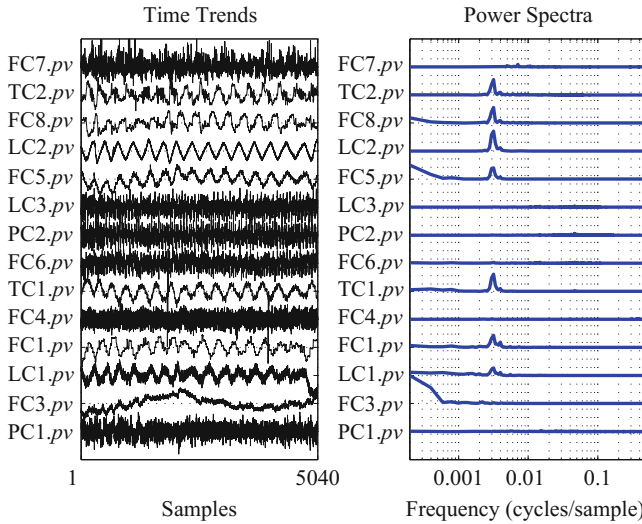 Time Trends
Power Spectra
FC7.pv
TC2.pv
FC8.pv
LC2.pv
FC5.pv
LC3.pv
PC2.pv
FC6.pv
TC1.pv
FC4.pv
FC1.pv
LC1.pv
FC3.pv
PC1.pv
1
5040
Samples
FC7.pv
TC2.pv
FC8.pv
LC2.pv
FC5.pv
LC3.pv
PC2.pv
FC6.pv
TC1.pv
FC4.pv
FC1.pv
LC1.pv
FC3.pv
PC1.pv
0.001
0.01
0.1
Frequency (cycles/sample)